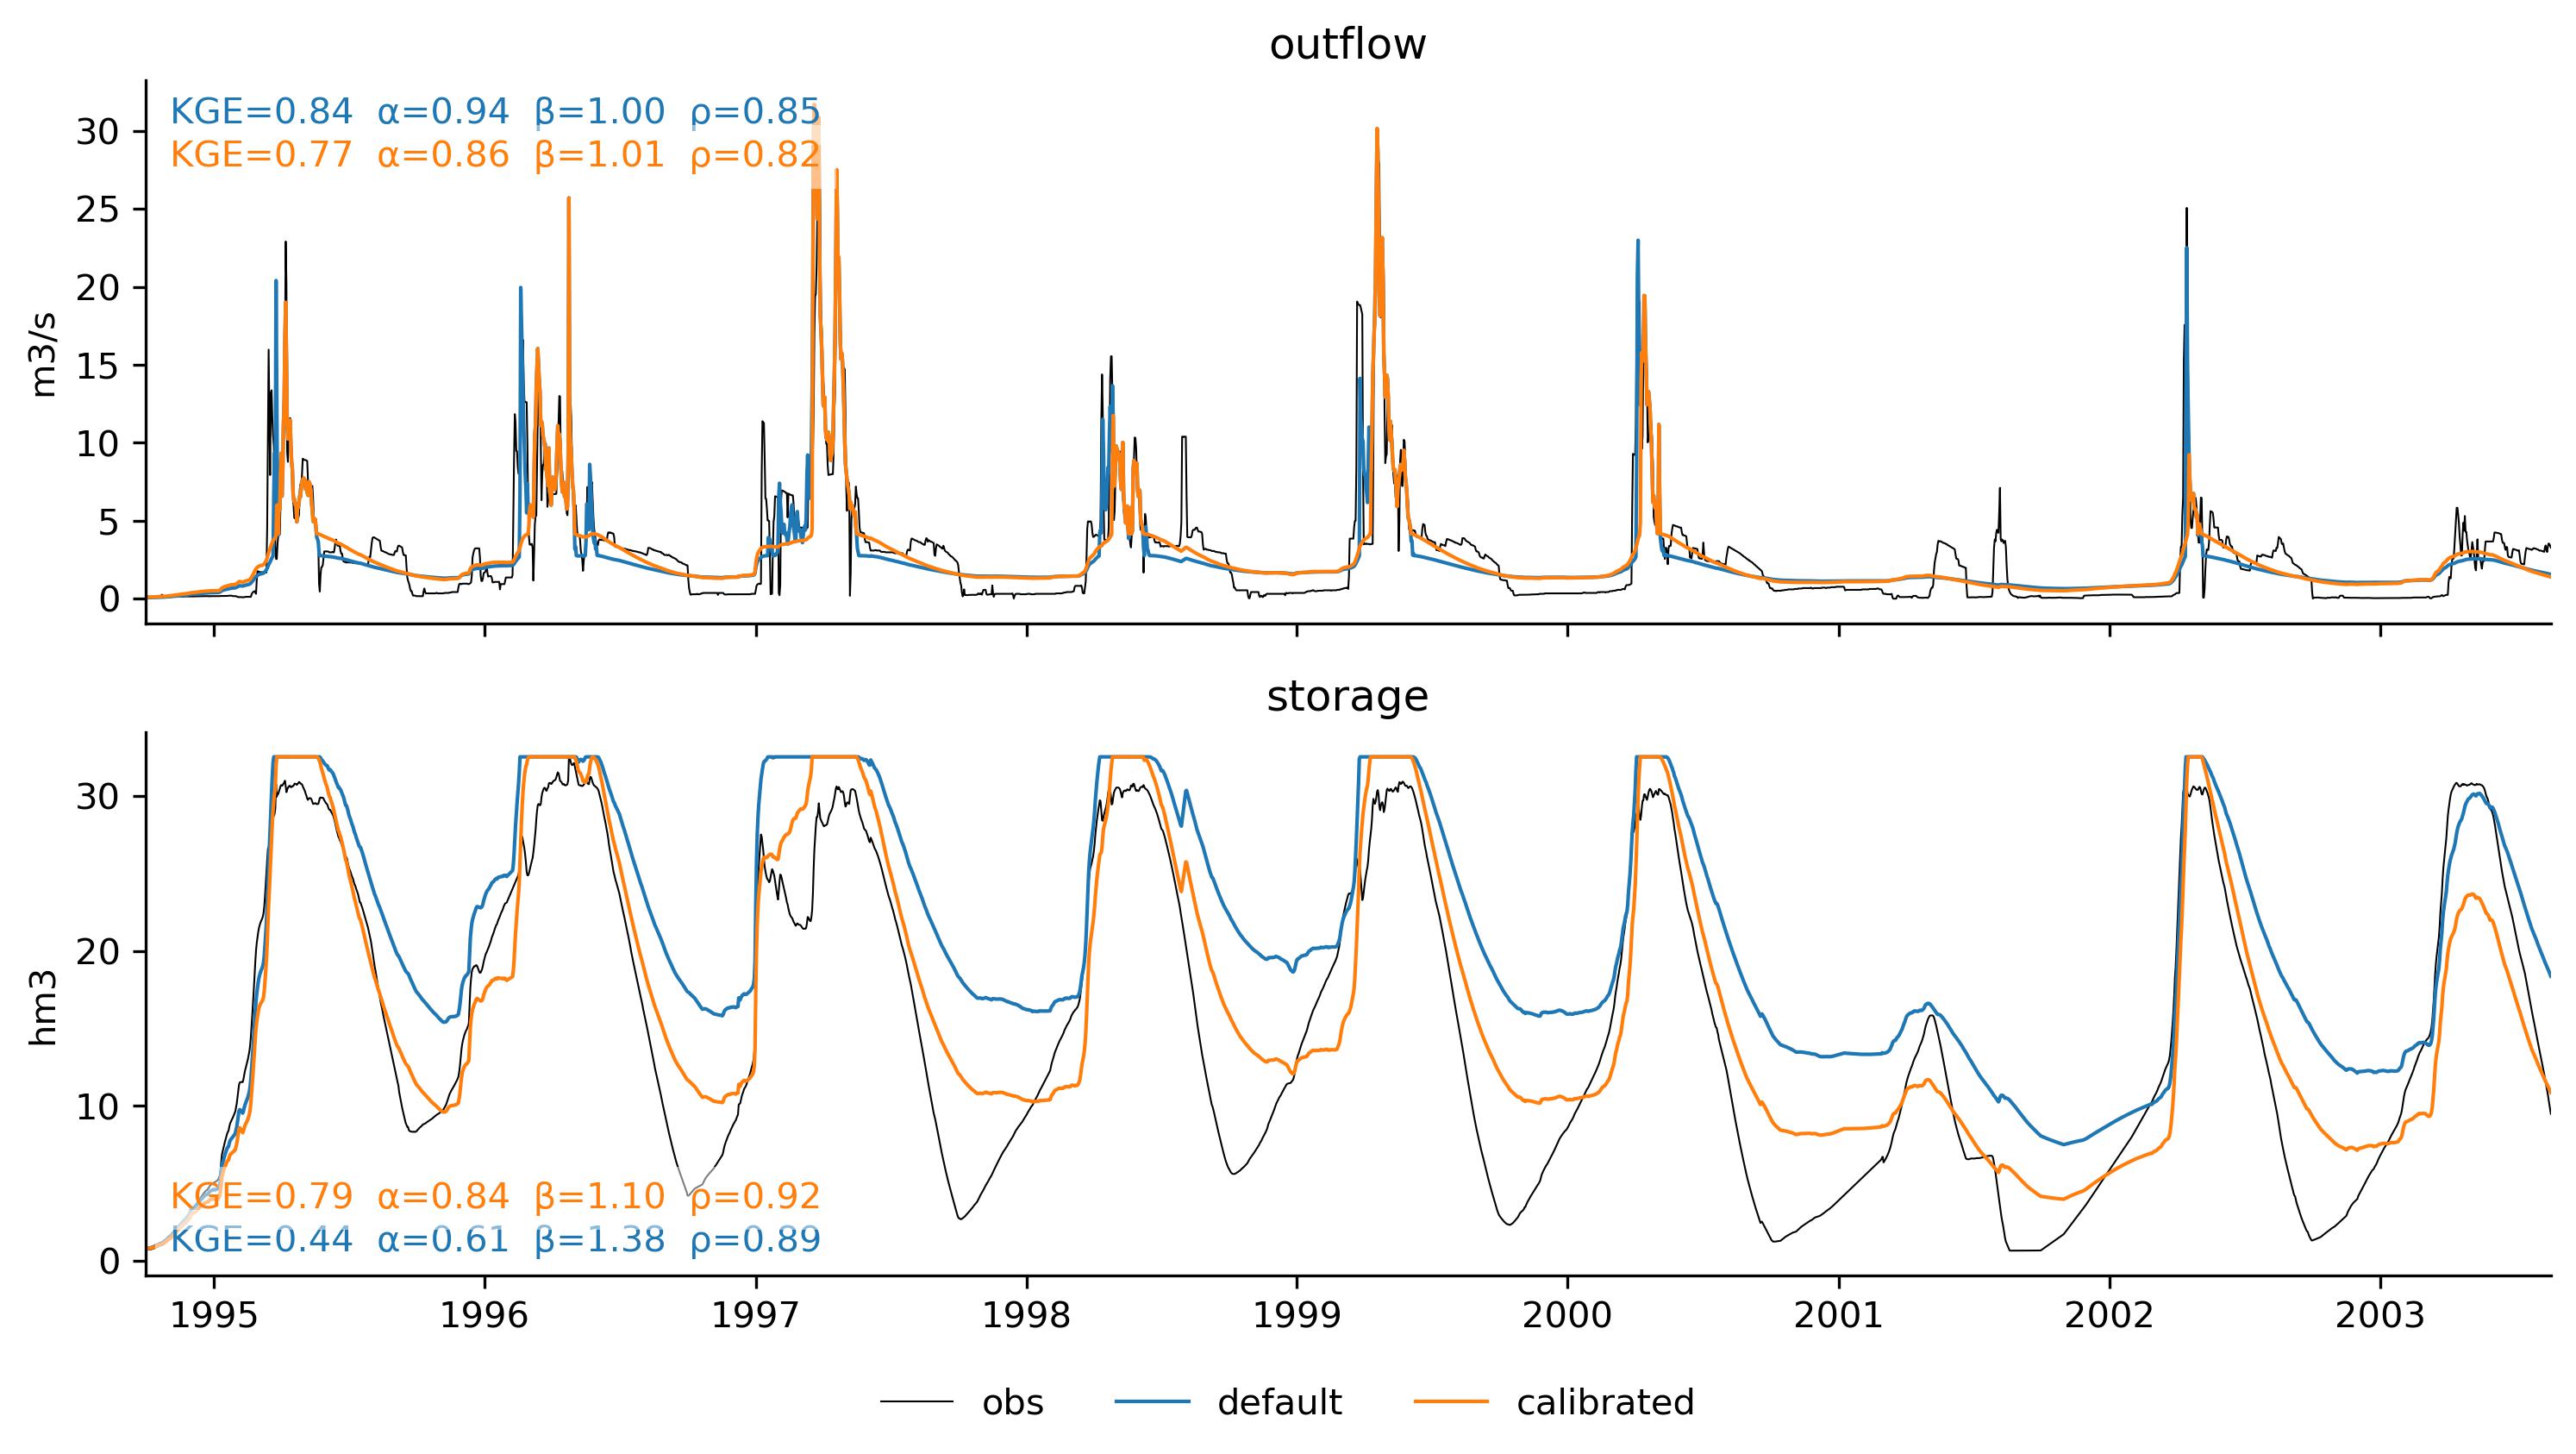 outflow
KGE=0.84 α=0.94 β=1.00 ρ=0.85
KGE=0.77 α=0.86 β=1.01 ρ=0.82
30
25
20
15
10
5
0
m3/s
storage
30
20
10
0
hm3
KGE=0.79 α=0.84 β=1.10 ρ=0.92
KGE=0.44 α=0.61 β=1.38 ρ=0.89
1995 1996 1997 1998 1999 2000 2001 2002 2003
obs default calibrated